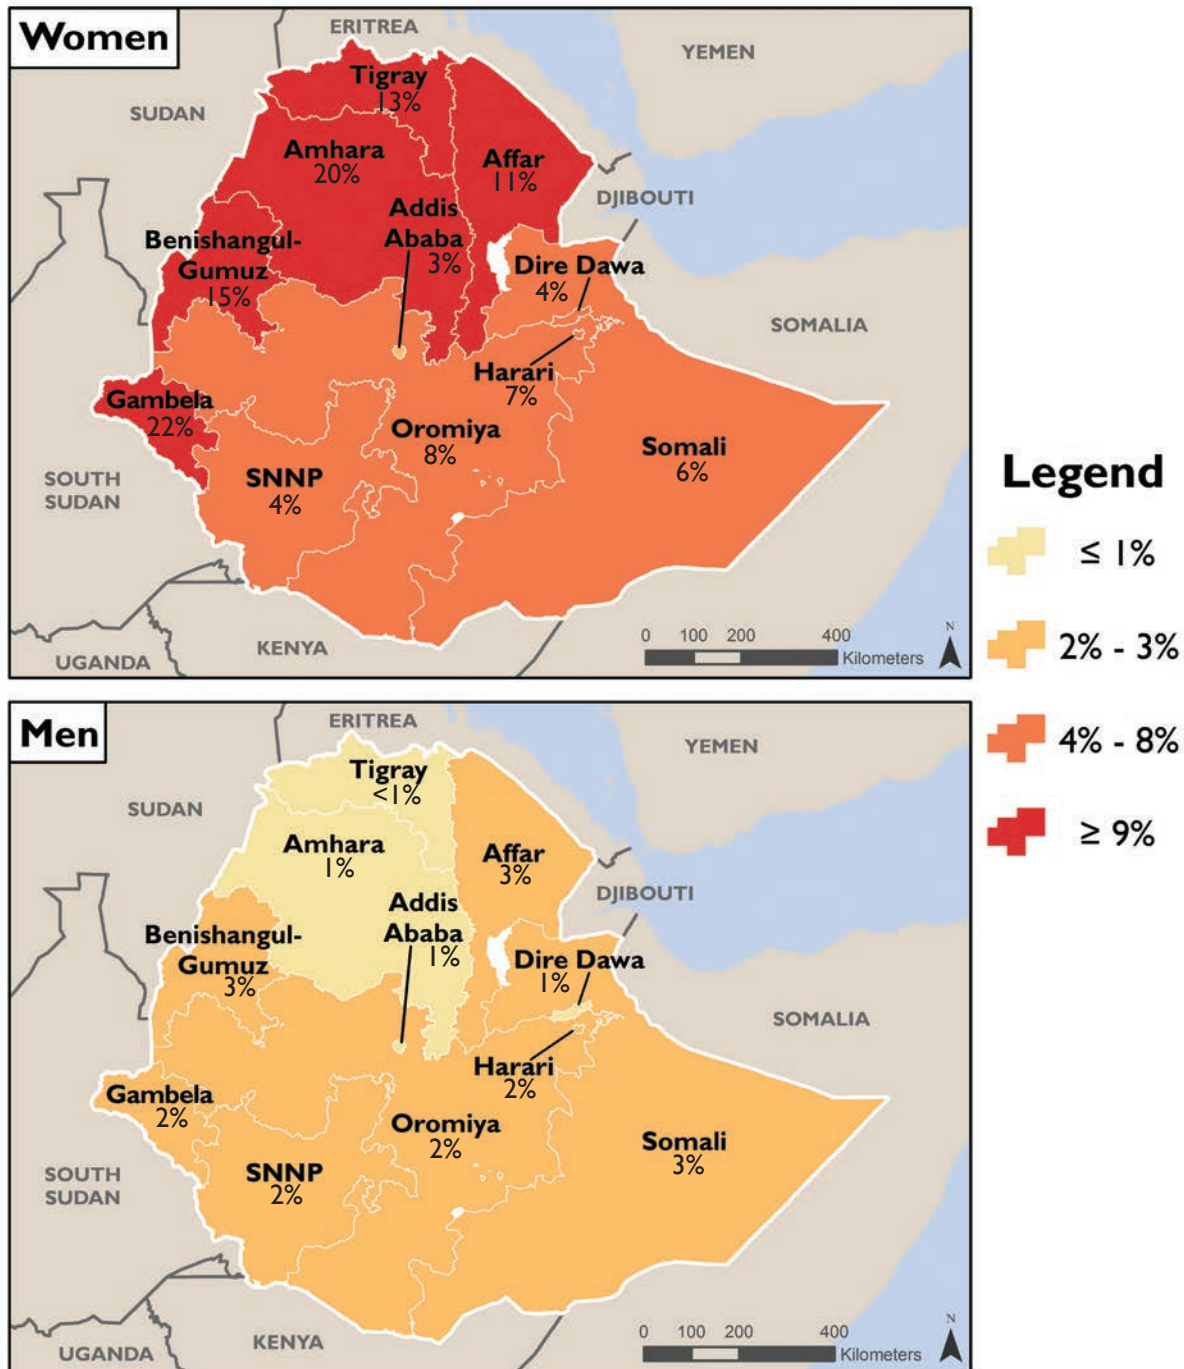 Women
ERITREA
YEMEN
SUDAN
Tigray
13%
Amhara
20%
Affar
11%
DJIBOUTI
Addis
Ababa
3%
Benishangul-
Gumuz
15%
Dire Dawa
4%
SOMALIA
Harari
7%
Gambela
22%
Oromiya
8%
Somali
6%
SOUTH
SUDAN
SNNP
4%
UGANDA
KENYA
0 100 200 400
Kilometers
N
Legend
≤ 1%
2% - 3%
4% - 8%
≥ 9%
Men
ERITREA
YEMEN
SUDAN
Tigray
<1%
Amhara
1%
Affar
3%
DJIBOUTI
Addis
Ababa
1%
Benishangul-
Gumuz
3%
Dire Dawa
1%
SOMALIA
Harari
2%
Gambela
2%
Oromiya
2%
Somali
3%
SOUTH
SUDAN
SNNP
2%
UGANDA
KENYA
0 100 200 400
Kilometers
N